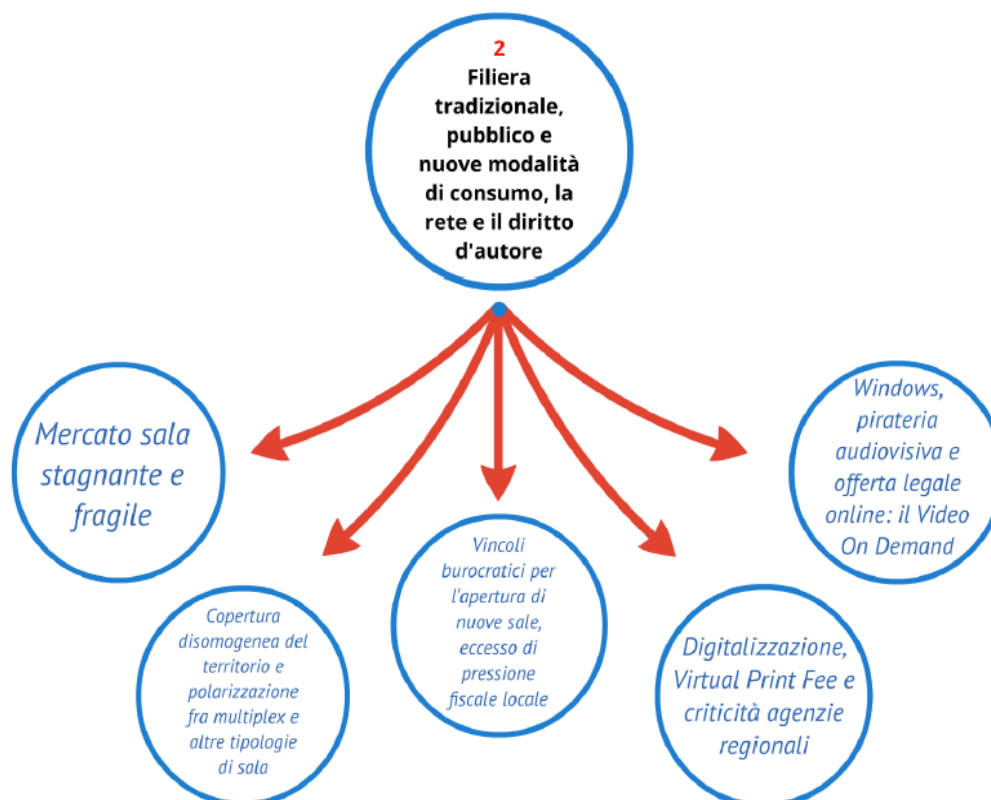 2
Filiera
tradizionale,
pubblico e
nuove modalità
di consumo, la
rete e il diritto
d'autore
Mercato sala
stagnante e
fragile
Copertura
disomogenea del
territorio e
polarizzazione
fra multiplex e
altre tipologie
di sala
Vincoli
burocratici per
l'apertura di
nuove sale,
eccesso di
pressione
fiscale locale
Digitalizzazione,
Virtual Print Fee e
criticità agenzie
regionali
Windows,
pirateria
audiovisiva e
offerta legale
online: il Video
On Demand